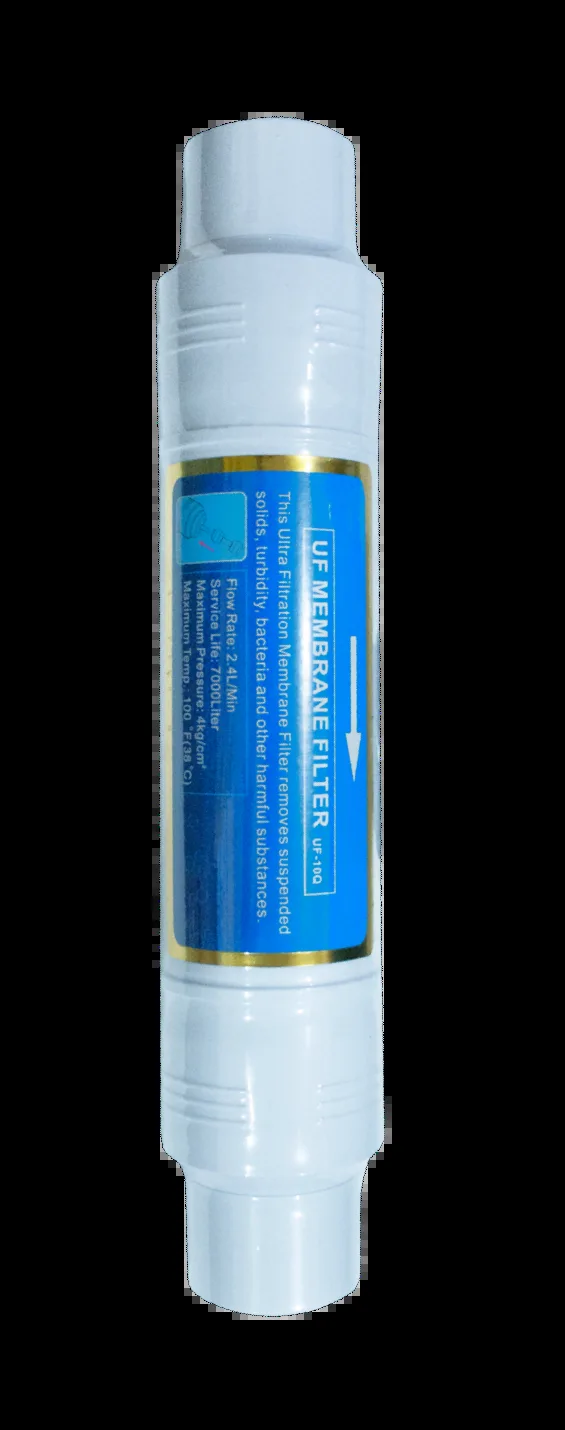 UF MEMBRANE FILTER UF-10Q
This Ultra Filtration Membrane Filter removes suspended
solids, turbidity, bacteria and other harmful substances.
Flow Rate: 2.4L/Min
Service Life: 7000Liter
Maximum Pressure: 4kg/cm²
Maximum Temp.: 100 °F(38 °C)